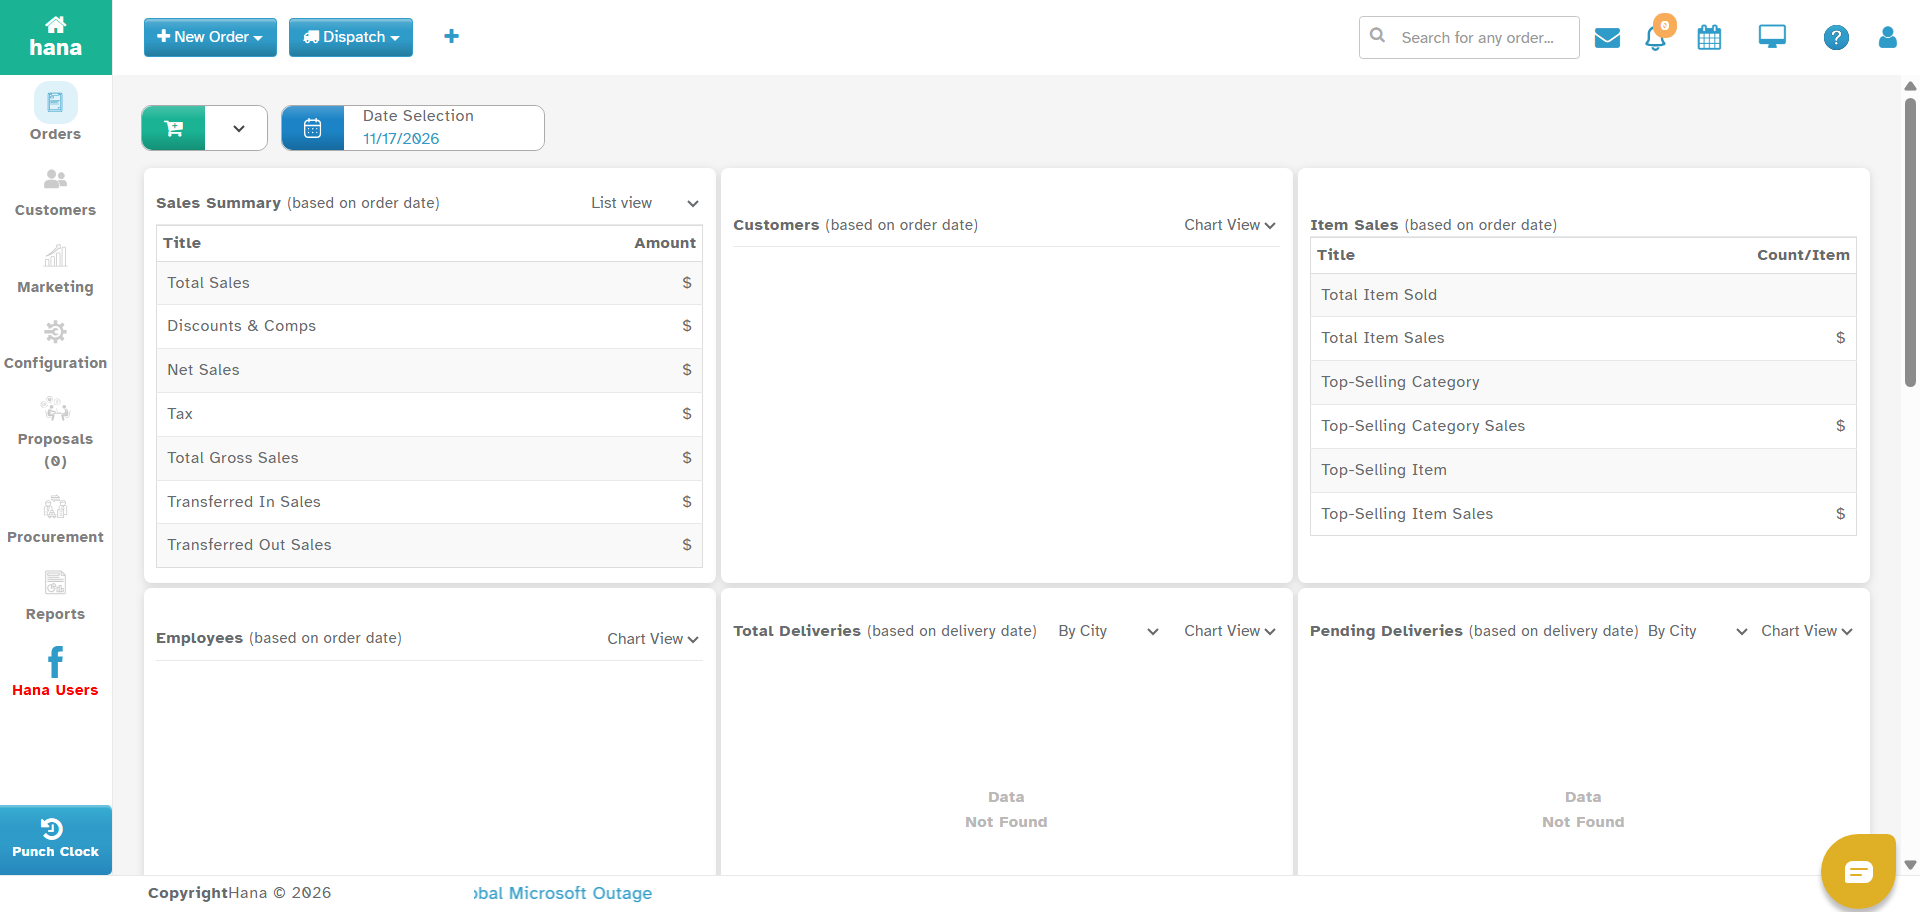 hana
New Order
Dispatch
Search for any order...
0
?
Orders
Customers
Marketing
Configuration
Proposals
(0)
Procurement
Reports
Hana Users
Punch Clock
Date Selection
11/17/2026
Sales Summary (based on order date)
List view
Title
Amount
Total Sales
$
Discounts & Comps
$
Net Sales
$
Tax
$
Total Gross Sales
$
Transferred In Sales
$
Transferred Out Sales
$
Customers (based on order date)
Chart View
Item Sales (based on order date)
Title
Count/Item
Total Item Sold
Total Item Sales
$
Top-Selling Category
Top-Selling Category Sales
$
Top-Selling Item
Top-Selling Item Sales
$
Employees (based on order date)
Chart View
Total Deliveries (based on delivery date)
By City
Chart View
Data
Not Found
Pending Deliveries (based on delivery date)
By City
Chart View
Data
Not Found
CopyrightHana © 2026
obal Microsoft Outage